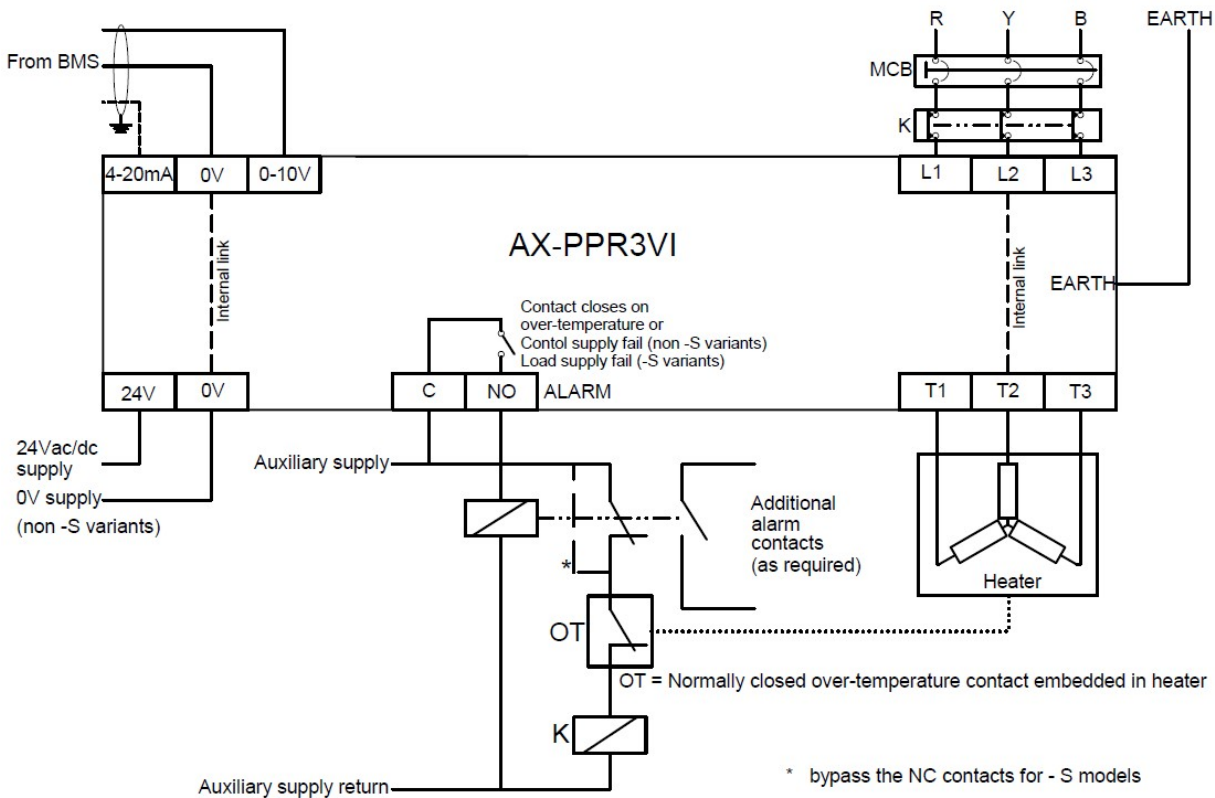 R Y B EARTH
From BMS
MCB
K
4-20mA 0V 0-10V
L1 L2 L3
AX-PPR3VI
Internal link
Internal link
EARTH
Contact closes on
over-temperature or
Contol supply fail (non -S variants)
Load supply fail (-S variants)
24V 0V
C NO ALARM
T1 T2 T3
24Vac/dc
supply
0V supply
(non -S variants)
Auxiliary supply
Additional
alarm
contacts
(as required)
*
Heater
OT
OT = Normally closed over-temperature contact embedded in heater
K
Auxiliary supply return
* bypass the NC contacts for - S models